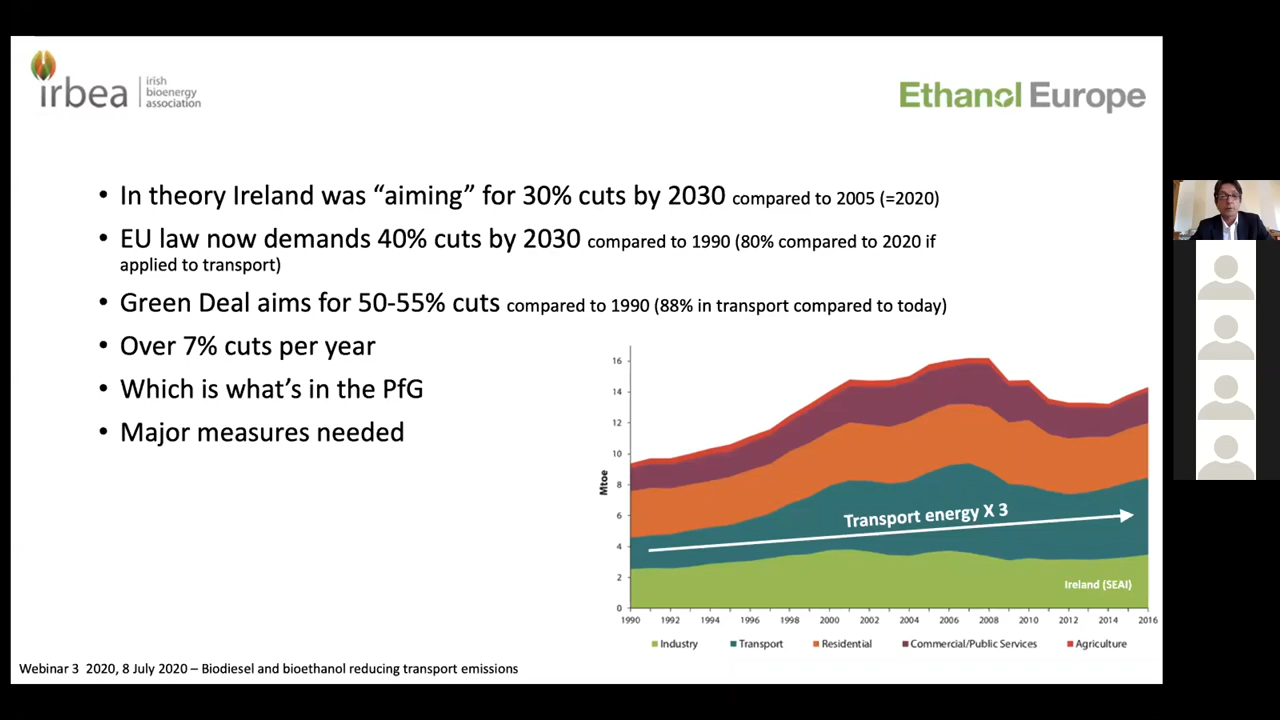 irbea
irish
bioenergy
association
Ethanol Europe
• In theory Ireland was “aiming” for 30% cuts by 2030 compared to 2005 (=2020)
• EU law now demands 40% cuts by 2030 compared to 1990 (80% compared to 2020 if
applied to transport)
• Green Deal aims for 50-55% cuts compared to 1990 (88% in transport compared to today)
• Over 7% cuts per year
• Which is what’s in the PfG
• Major measures needed
16
14
12
10
8
6
4
2
0
Mtoe
Transport energy X 3
Ireland (SEAI)
1990 1992 1994 1996 1998 2000 2002 2004 2006 2008 2010 2012 2014 2016
Industry Transport Residential Commercial/Public Services Agriculture
Webinar 3 2020, 8 July 2020 – Biodiesel and bioethanol reducing transport emissions